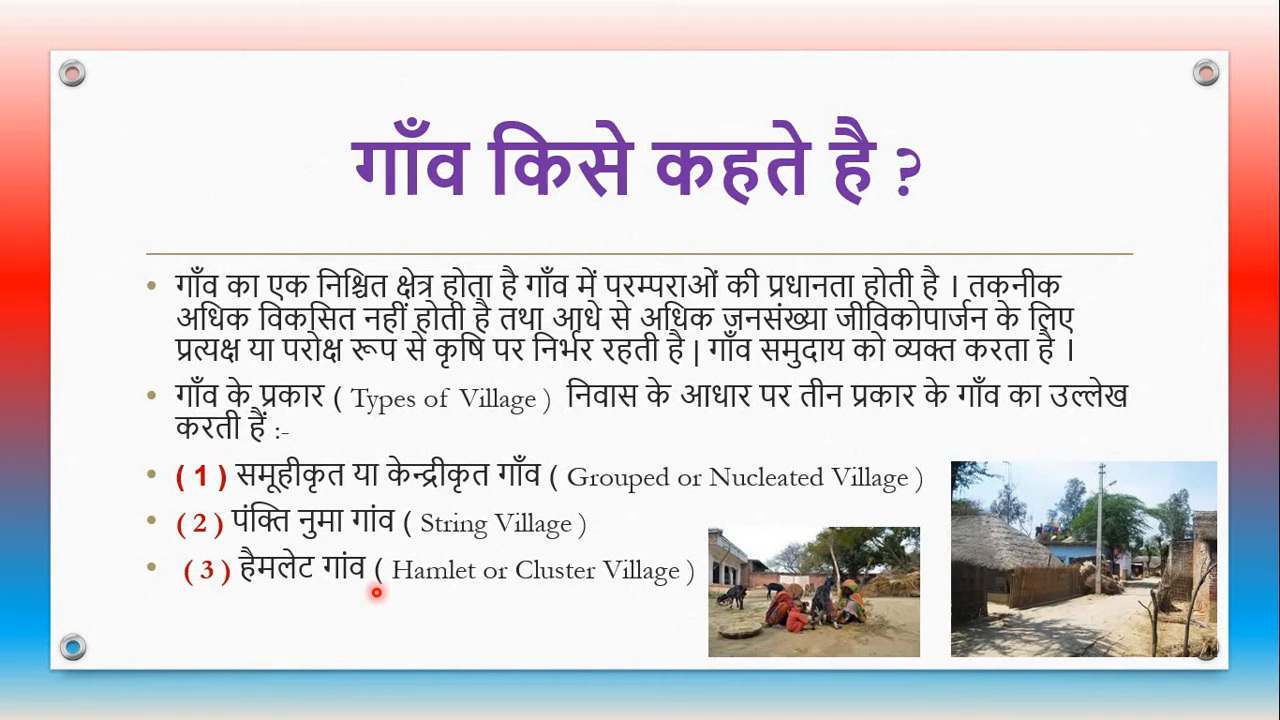 गाँव किसे कहते है ?
• गाँव का एक निश्चित क्षेत्र होता है गाँव में परम्पराओं की प्रधानता होती है । तकनीक
अधिक विकसित नहीं होती है तथा आधे से अधिक जनसंख्या जीविकोपार्जन के लिए
प्रत्यक्ष या परोक्ष रूप से कृषि पर निर्भर रहती है | गाँव समुदाय को व्यक्त करता है ।
• गाँव के प्रकार ( Types of Village ) निवास के आधार पर तीन प्रकार के गाँव का उल्लेख
करती हैं :-
• ( 1 ) समूहीकृत या केन्द्रीकृत गाँव ( Grouped or Nucleated Village )
• ( 2 ) पंक्ति नुमा गांव ( String Village )
• ( 3 ) हैमलेट गांव ( Hamlet or Cluster Village )